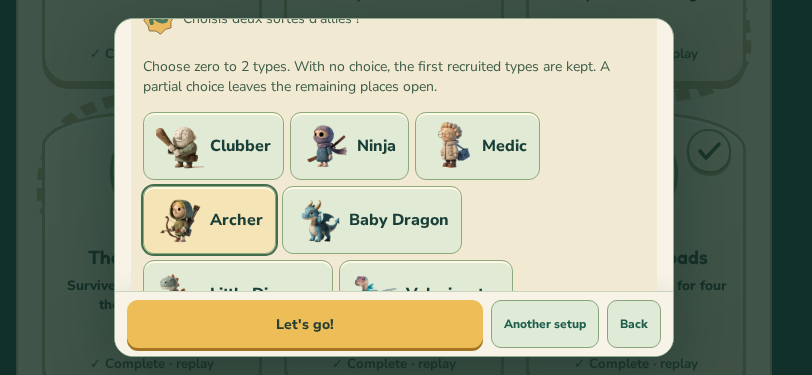 Choisis deux sortes d'alliés !
Choose zero to 2 types. With no choice, the first recruited types are kept. A
partial choice leaves the remaining places open.
Clubber
Ninja
Medic
Archer
Baby Dragon
Let's go!
Another setup
Back
Survive
for four
✓ Complete · replay
✓ Complete · replay
✓ Complete · replay